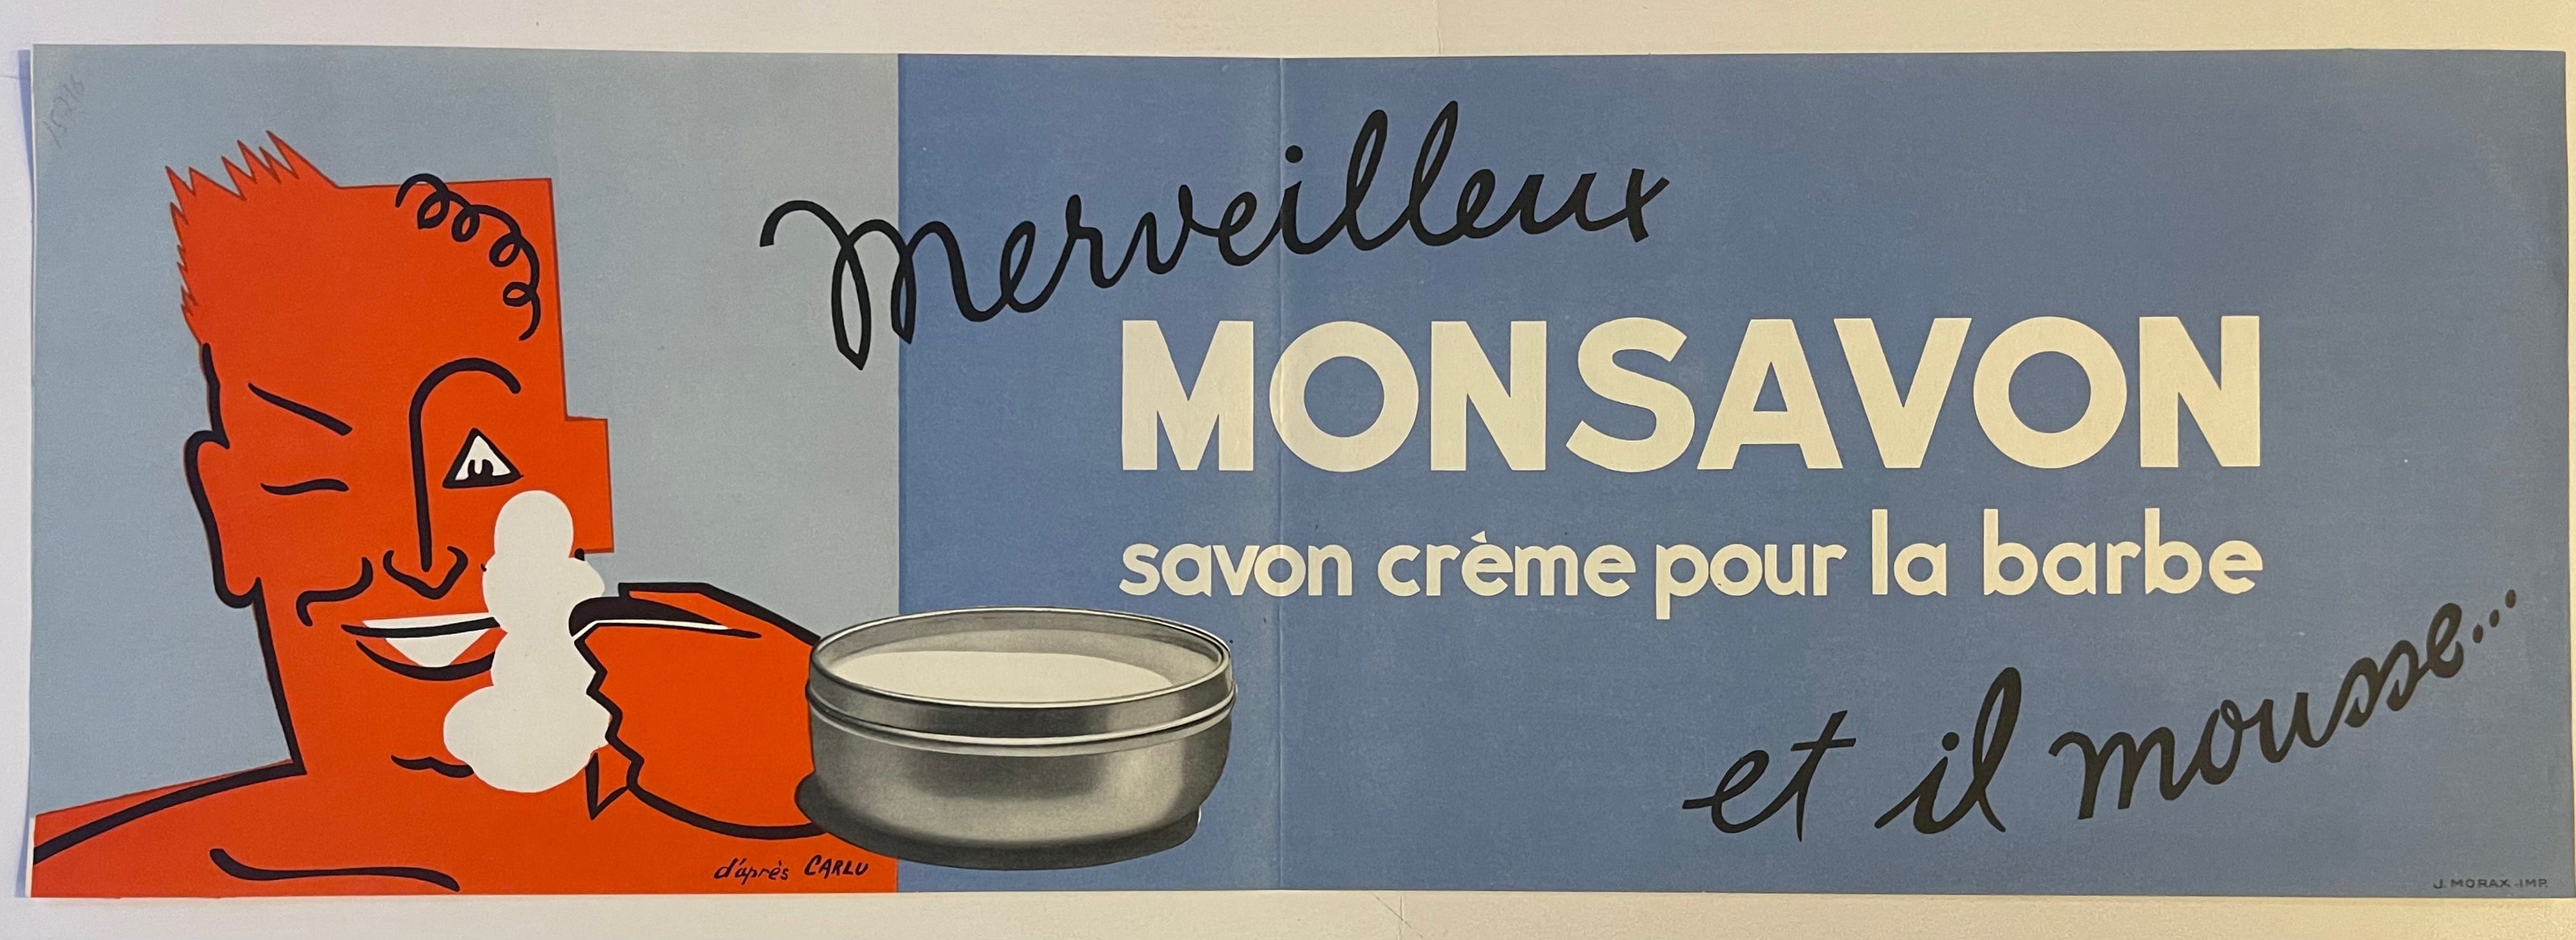 merveilleux
MONSAVON
savon crème pour la barbe
et il mousse...
d'après CARLU
J. MORAX-IMP.